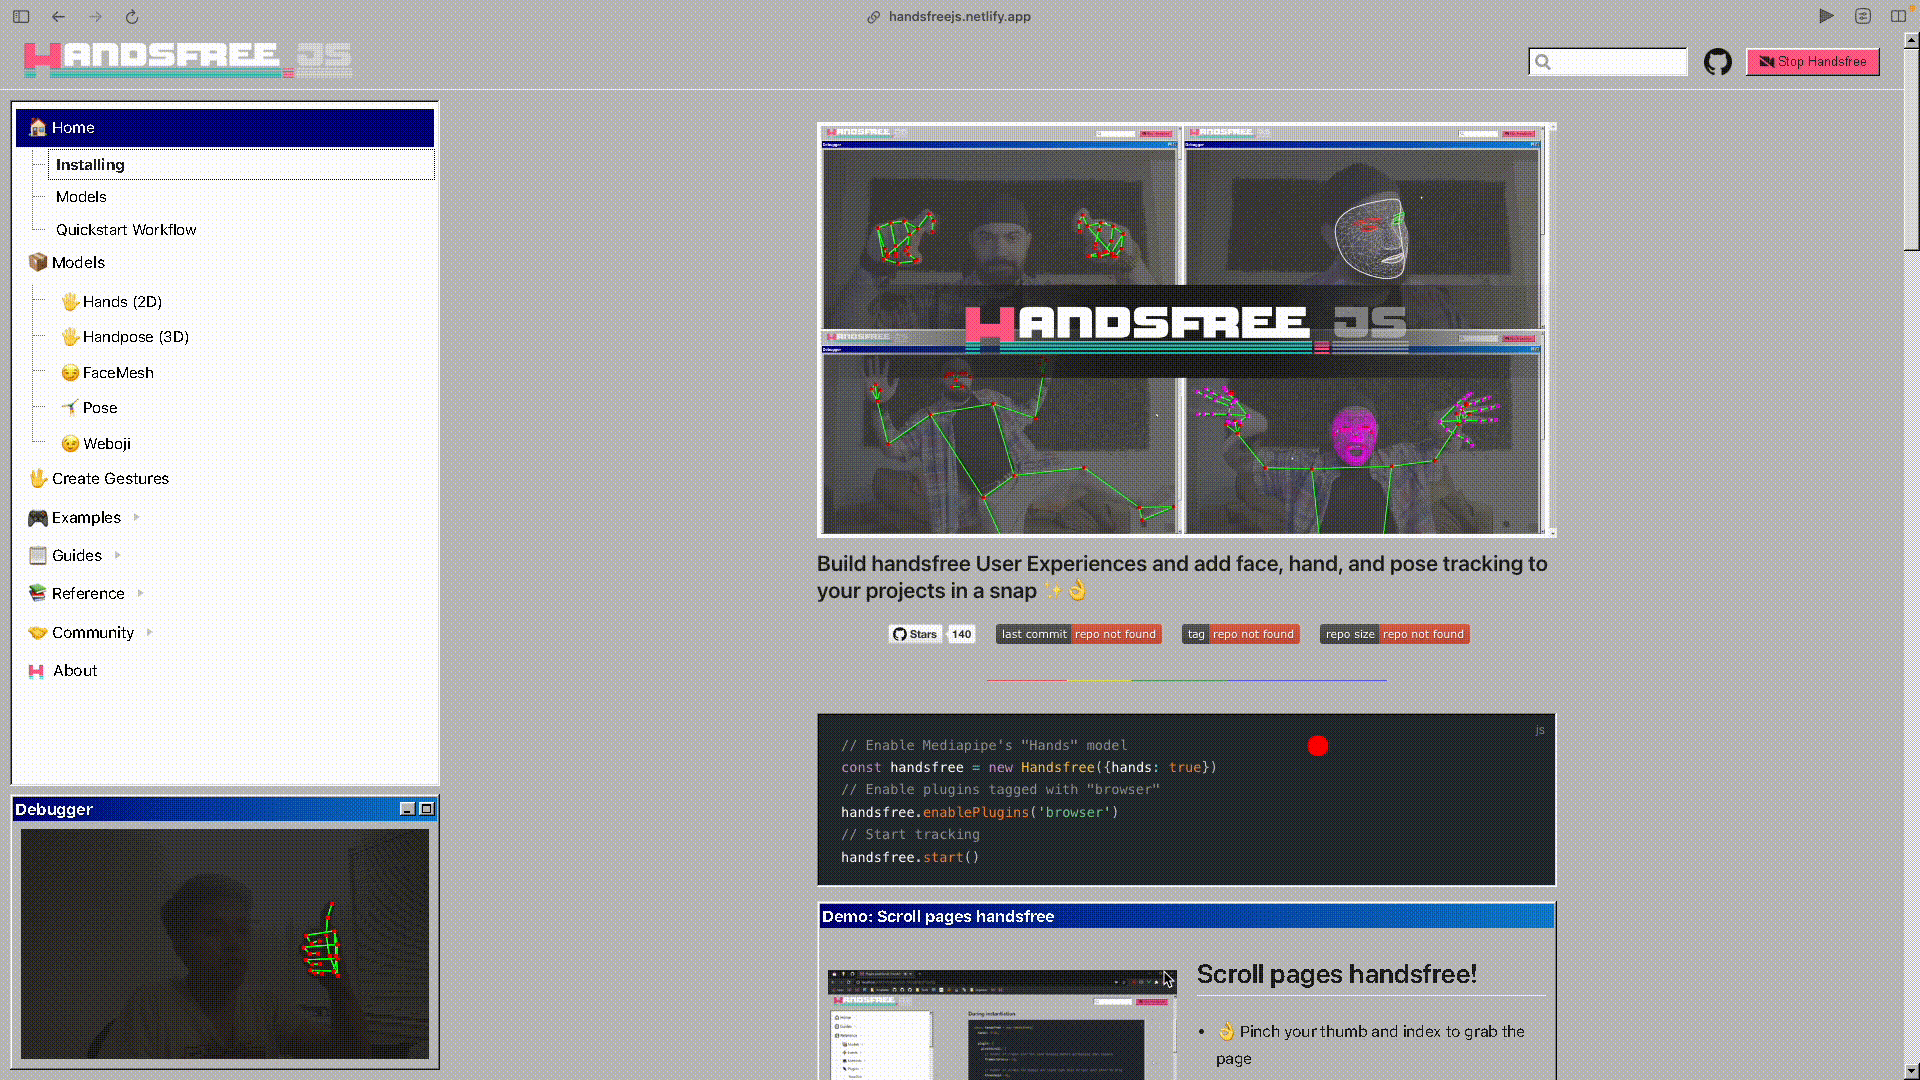 handsfreejs.netlify.app
HANDSFREE.JS
Stop Handsfree
Home
Installing
Models
Quickstart Workflow
Models
Hands (2D)
Handpose (3D)
FaceMesh
Pose
Weboji
Create Gestures
Examples
Guides
Reference
Community
About
Debugger
HANDSFREE JS
Build handsfree User Experiences and add face, hand, and pose tracking to
your projects in a snap ✨👌
Stars 140 last commit repo not found tag repo not found repo size repo not found
js
// Enable Mediapipe's "Hands" model
const handsfree = new Handsfree({hands: true})
// Enable plugins tagged with "browser"
handsfree.enablePlugins('browser')
// Start tracking
handsfree.start()
Demo: Scroll pages handsfree
Scroll pages handsfree!
• 👌 Pinch your thumb and index to grab the
page